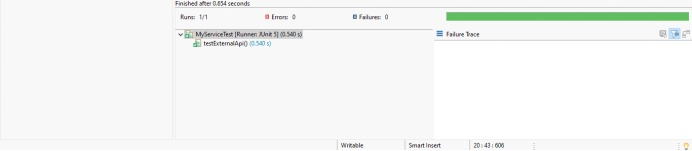 Finished after 0.654 seconds
Runs: 1/1 Errors: 0 Failures: 0
MyServiceTest [Runner: JUnit 5] (0.540 s)
testExternalApi() (0.540 s)
Failure Trace
Writable Smart Insert 20 : 43 : 606